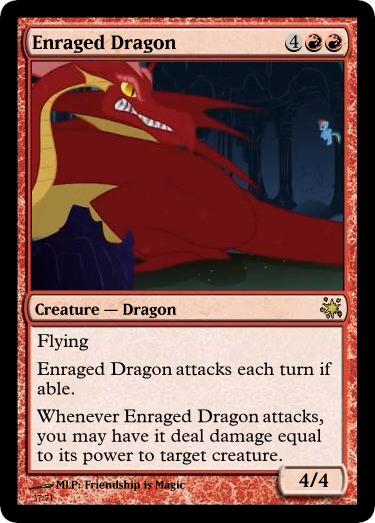 Enraged Dragon 4
Creature — Dragon
Flying
Enraged Dragon attacks each turn if
able.
Whenever Enraged Dragon attacks,
you may have it deal damage equal
to its power to target creature.
MLP: Friendship is Magic
4/4